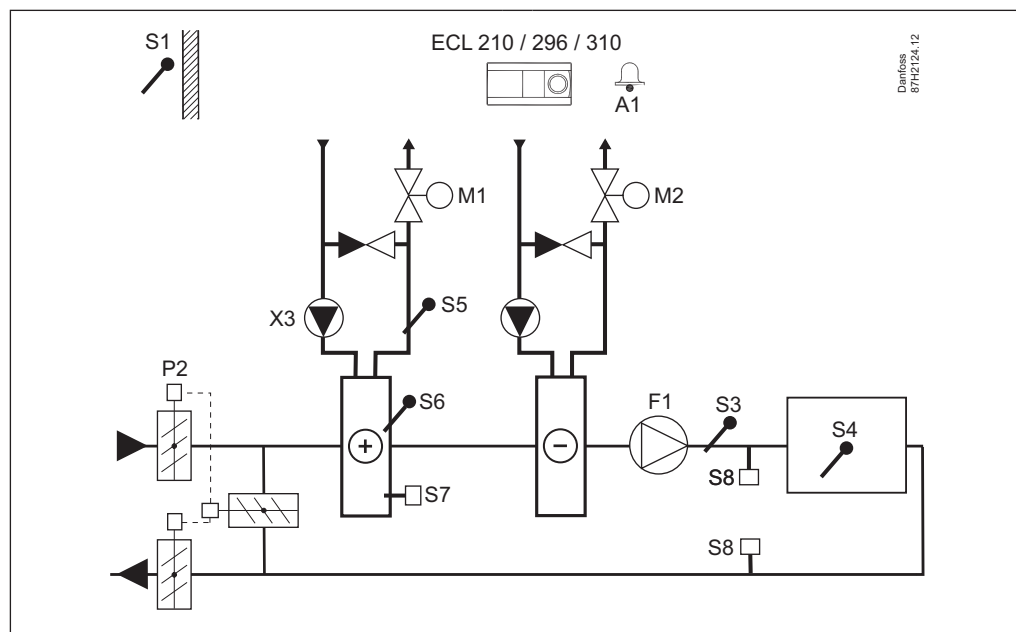 S1
ECL 210 / 296 / 310
A1
Danfoss
87H2124.12
M1
M2
X3
S5
P2
S6
F1
S3
S4
S8
S7
S8